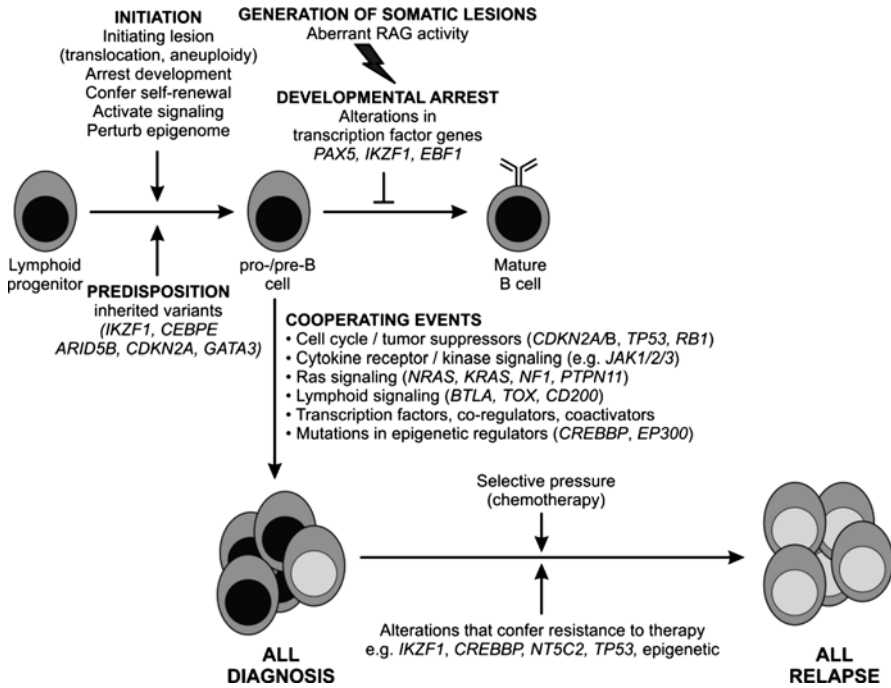 INITIATION
Initiating lesion
(translocation, aneuploidy)
Arrest development
Confer self-renewal
Activate signaling
Perturb epigenome
GENERATION OF SOMATIC LESIONS
Aberrant RAG activity
DEVELOPMENTAL ARREST
Alterations in
transcription factor genes
PAX5, IKZF1, EBF1
Lymphoid
progenitor
pro-/pre-B
cell
Mature
B cell
PREDISPOSITION
inherited variants
(IKZF1, CEBPE
ARID5B, CDKN2A, GATA3)
COOPERATING EVENTS
• Cell cycle / tumor suppressors (CDKN2A/B, TP53, RB1)
• Cytokine receptor / kinase signaling (e.g. JAK1/2/3)
• Ras signaling (NRAS, KRAS, NF1, PTPN11)
• Lymphoid signaling (BTLA, TOX, CD200)
• Transcription factors, co-regulators, coactivators
• Mutations in epigenetic regulators (CREBBP, EP300)
Selective pressure
(chemotherapy)
Alterations that confer resistance to therapy
e.g. IKZF1, CREBBP, NT5C2, TP53, epigenetic
ALL
DIAGNOSIS
ALL
RELAPSE